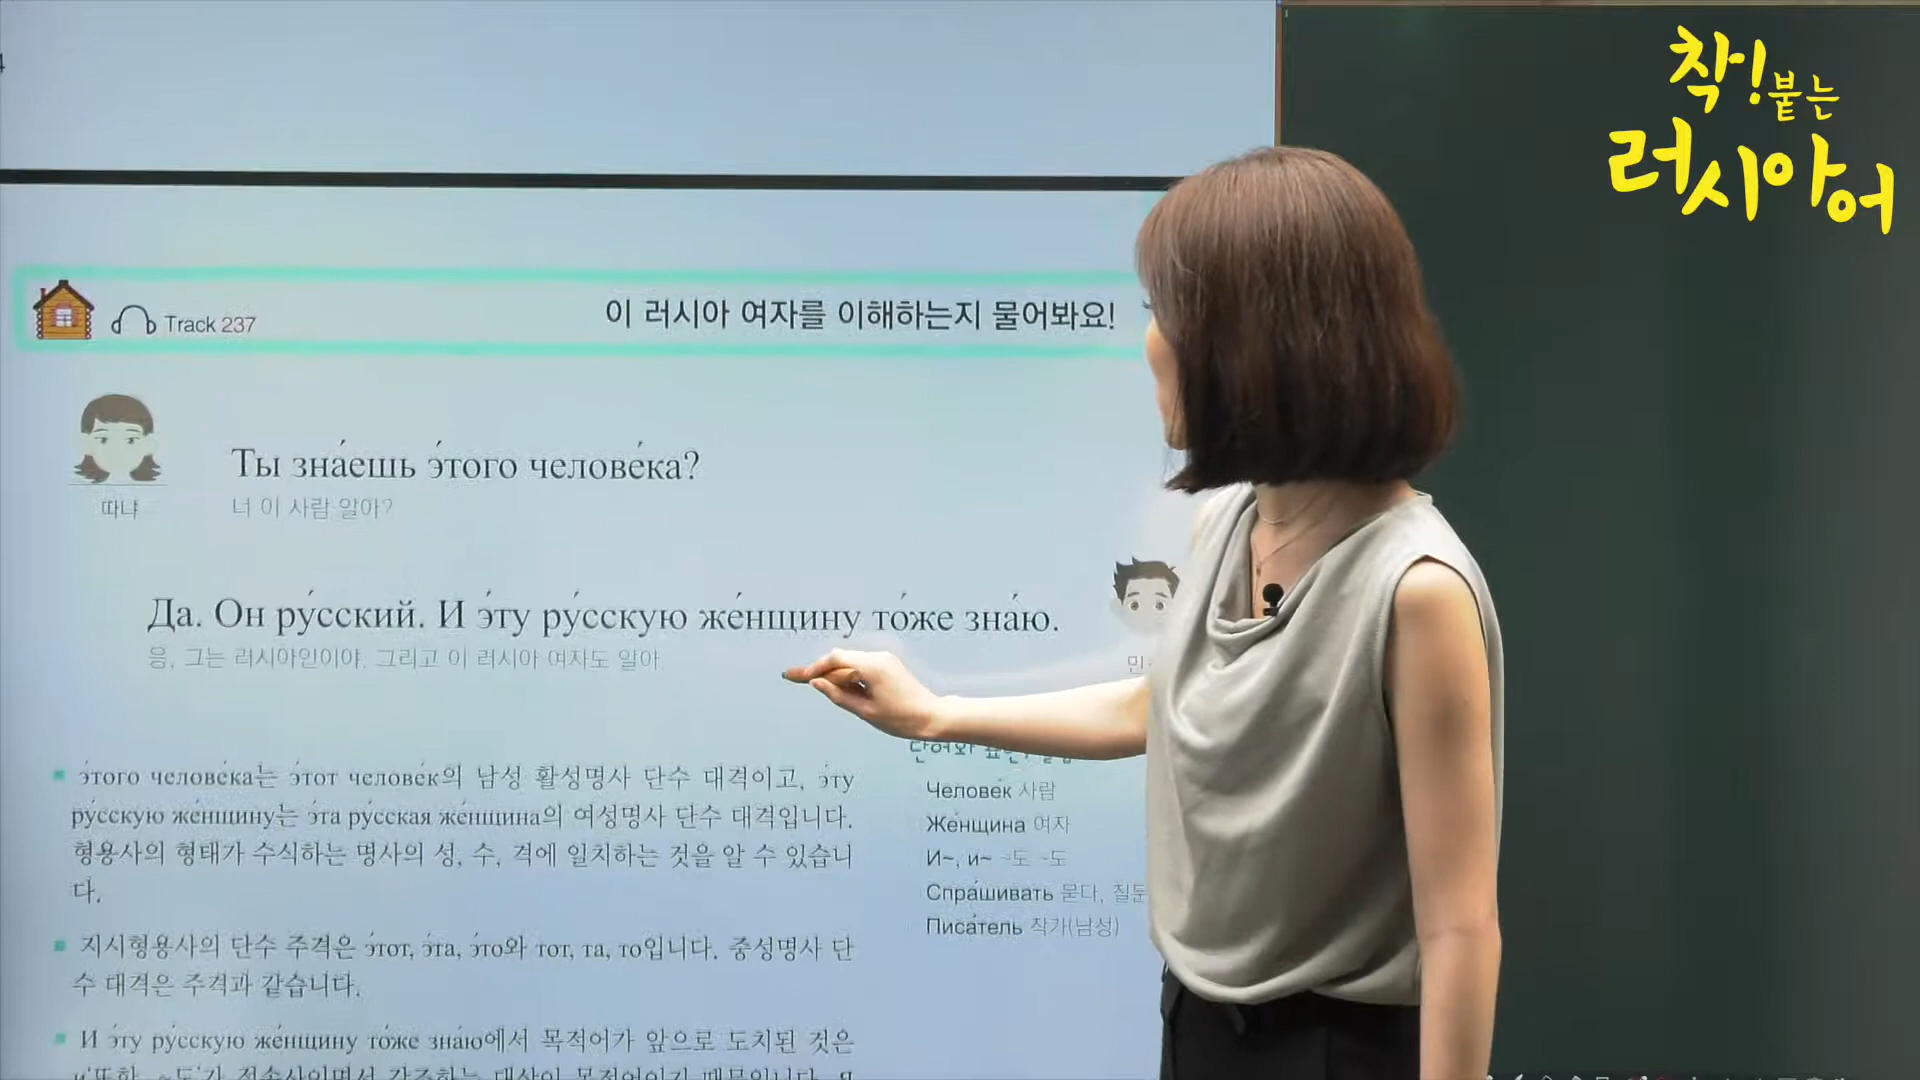 착! 붙는
러시아어
Track 237
이 러시아 여자를 이해하는지 물어봐요!
Ты зна́ешь э́того челове́ка?
따냐
너 이 사람 알아?
Да. Он ру́сский. И э́ту ру́сскую же́нщину то́же зна́ю.
응, 그는 러시아인이야. 그리고 이 러시아 여자도 알아.
э́того челове́ка는 э́тот челове́к의 남성 활성명사 단수 대격이고, э́ту
ру́сскую же́нщину는 э́та ру́сская же́нщина의 여성명사 단수 대격입니다.
형용사의 형태가 수식하는 명사의 성, 수, 격에 일치하는 것을 알 수 있습니
다.
지시형용사의 단수 주격은 э́тот, э́та, э́то와 тот, та, то입니다. 중성명사 단
수 대격은 주격과 같습니다.
И э́ту ру́сскую же́нщину то́же зна́ю에서 목적어가 앞으로 도치된 것은
Челове́к 사람
Же́нщина 여자
И~, и~ ~도 ~도
Спра́шивать 묻다, 질문
Писа́тель 작가(남성)